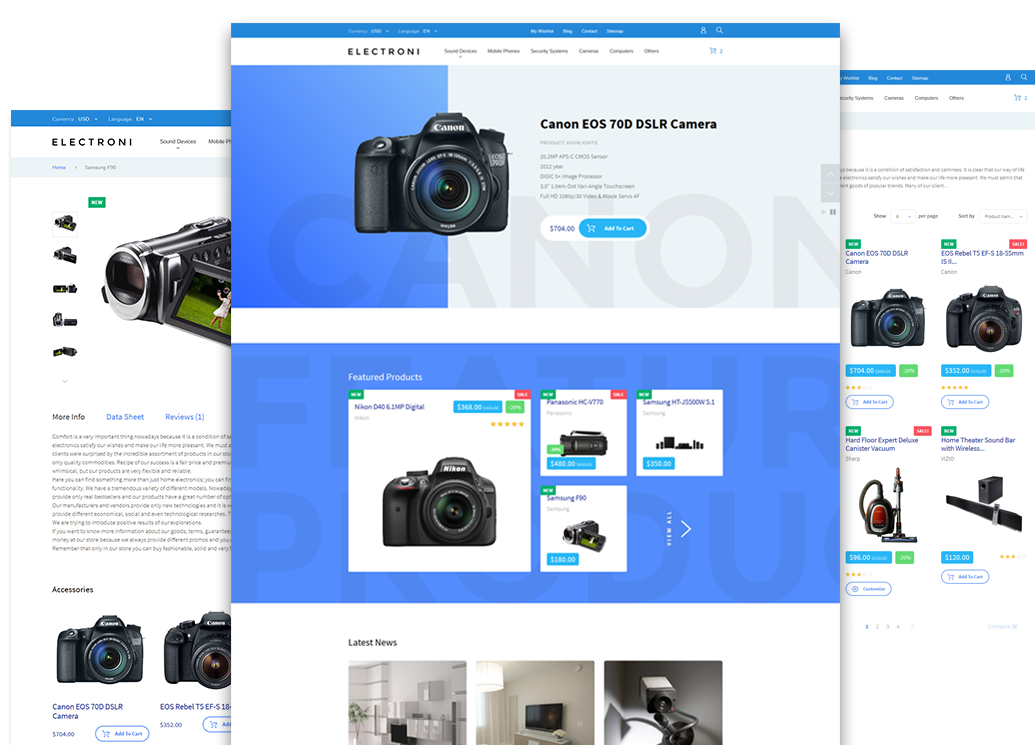 Currency : USD
Language : EN
ELECTRONI
Sound Devices
Mobile Ph
Home
Samsung F90
NEW
More Info
Data Sheet
Reviews (1)
Comfort is a very important thing nowadays because it is a condition of sa
electronics satisfy our wishes and make our life more pleasant. We must a
clients were surprised by the incredible assortment of products in our stor
only quality commodities. Recipe of our success is a fair price and premiu
whimsical, but our products are very flexible and reliable.
Here you can find something more than just home electronics; you can fin
functionality. We have a tremendous variety of different models. Nowaday
provide only real bestsellers and our products have a great number of opt
Our manufacturers and vendors provide only new technologies and it is v
provide different economical, social and even technological researches. T
We are trying to introduce positive results of our explorations.
If you want to know more information about our goods, terms, guarantee
money at our store because we always provide different promos and you
Remember that only in our store you can buy fashionable, solid and very
Accessories
Canon
Canon
Canon EOS 70D DSLR
Camera
EOS Rebel T5 EF-S 18-
$704.00
Add To Cart
$352.00
Add
Currency : USD
Language : EN
My Wishlist
Blog
Contact
Sitemap
ELECTRONI
Sound Devices
Mobile Phones
Security Systems
Cameras
Computers
Others
2
CANON
Canon
EOS
70D
Canon EOS 70D DSLR Camera
PRODUCT HIGHLIGHTS
20.2MP APS-C CMOS Sensor
2012 year
DIGIC 5+ Image Processor
3.0" 1.04m-Dot Vari-Angle Touchscreen
Full HD 1080p/30 Video & Movie Servo AF
$704.00
Add To Cart
FEATUR
PRODUC
Featured Products
NEW
SALE
Nikon D40 6.1MP Digital
Nikon
$368.00
-20%
Nikon
NEW
SALE
Panasonic HC-V770
Panasonic
-20%
$480.00
NEW
Samsung HT-J5500W 5.1
Samsung
$350.00
NEW
Samsung F90
Samsung
$180.00
VIEW ALL
Latest News
y Wishlist
Blog
Contact
Sitemap
ecurity Systems
Cameras
Computers
Others
2
ys because it is a condition of satisfaction and calmness. It is clear that our way of life
e electronics satisfy our wishes and make our life more pleasant. We must admit that
ent goods of popular brands. Many of our client...
Show
6
per page
Sort by
Product Nam...
NEW
Canon EOS 70D DSLR
Camera
Canon
Canon
$704.00
-20%
Add To Cart
NEW
SALE!
EOS Rebel T5 EF-S 18-55mm
IS II...
Canon
Canon
$352.00
-20%
Add To Cart
NEW
SALE!
Hard Floor Expert Deluxe
Canister Vacuum
Sharp
$96.00
-20%
Customize
NEW
Home Theater Sound Bar
with Wireless...
VIZIO
$120.00
Add To Cart
1
2
3
4
Compare (0)